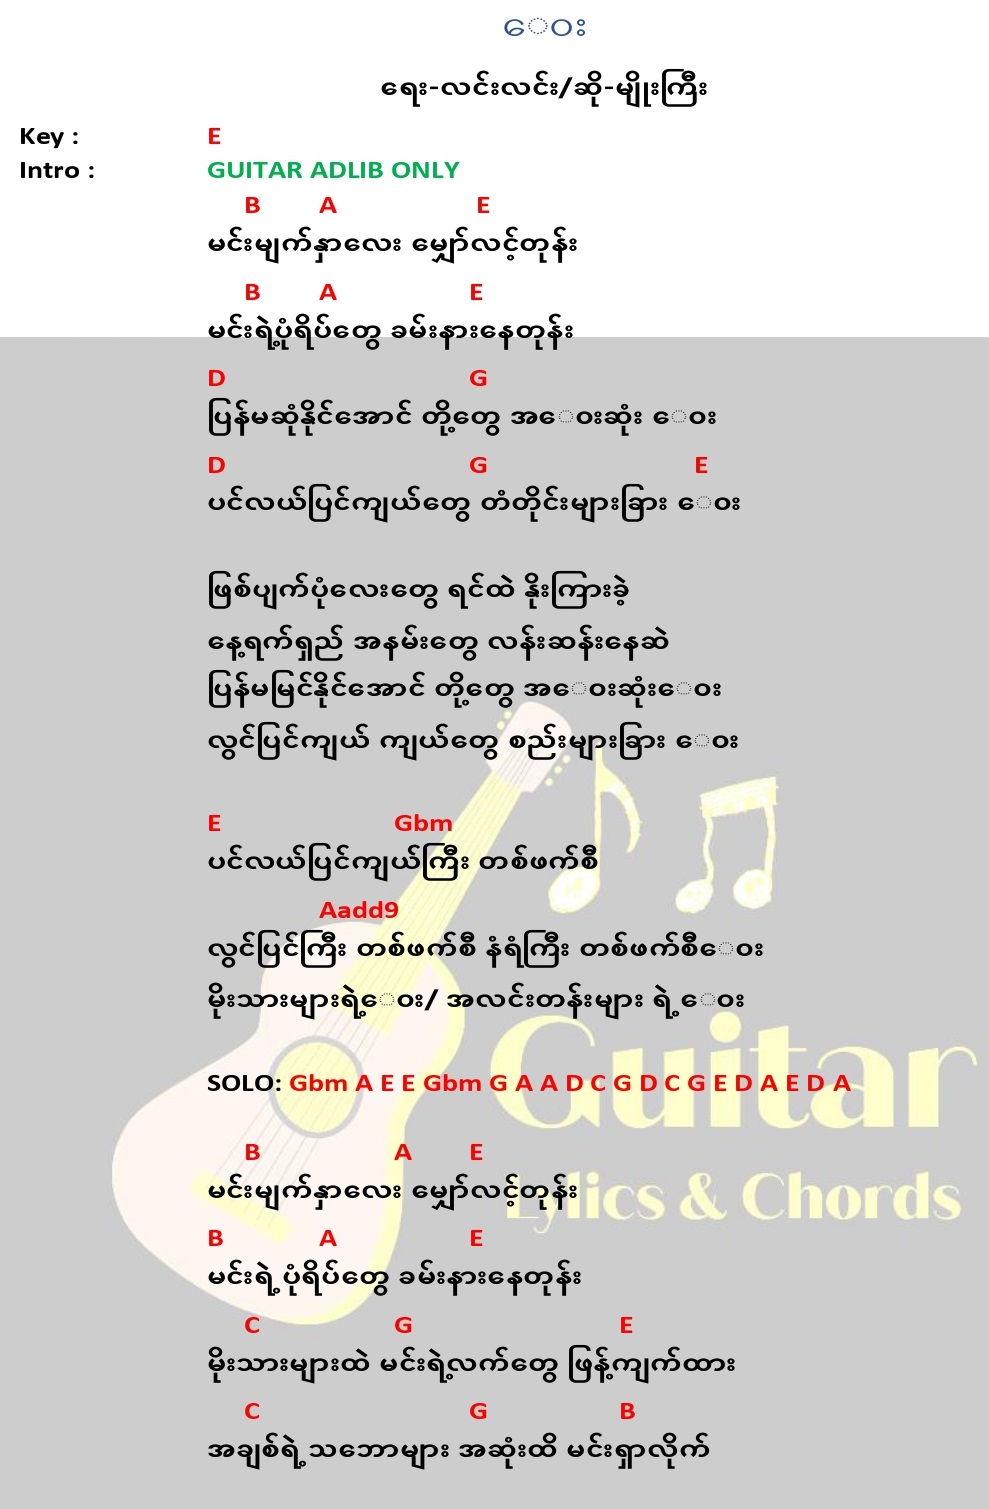 ေ၀း
ရေး-လင်းလင်း/ဆို-မျိုးကြီး
Key : E
Intro : GUITAR ADLIB ONLY
B A E
မင်းမျက်နှာလေး မျှော်လင့်တုန်း
B A E
မင်းရဲ့ပုံရိပ်တွေ ခမ်းနားနေတုန်း
D G
ပြန်မဆုံနိုင်အောင် တို့တွေ အေ၀းဆုံး ေ၀း
D G E
ပင်လယ်ပြင်ကျယ်တွေ တံတိုင်းများခြား ေ၀း
ဖြစ်ပျက်ပုံလေးတွေ ရင်ထဲ နိုးကြားခဲ့
နေ့ရက်ရှည် အနမ်းတွေ လန်းဆန်းနေဆဲ
ပြန်မမြင်နိုင်အောင် တို့တွေ အေ၀းဆုံးေ၀း
လွင်ပြင်ကျယ် ကျယ်တွေ စည်းများခြား ေ၀း
E Gbm
ပင်လယ်ပြင်ကျယ်ကြီး တစ်ဖက်စီ
Aadd9
လွင်ပြင်ကြီး တစ်ဖက်စီ နံရံကြီး တစ်ဖက်စီေ၀း
မိုးသားများရဲ့ေ၀း/ အလင်းတန်းများ ရဲ့ေ၀း
SOLO: Gbm A E E Gbm G A A D C G D C G E D A E D A
B A E
မင်းမျက်နှာလေး မျှော်လင့်တုန်း
B A E
မင်းရဲ့ပုံရိပ်တွေ ခမ်းနားနေတုန်း
C G E
မိုးသားများထဲ မင်းရဲ့လက်တွေ ဖြန့်ကျက်ထား
C G B
အချစ်ရဲ့သဘောများ အဆုံးထိ မင်းရှာလိုက်
Guitar
Lylics & Chords